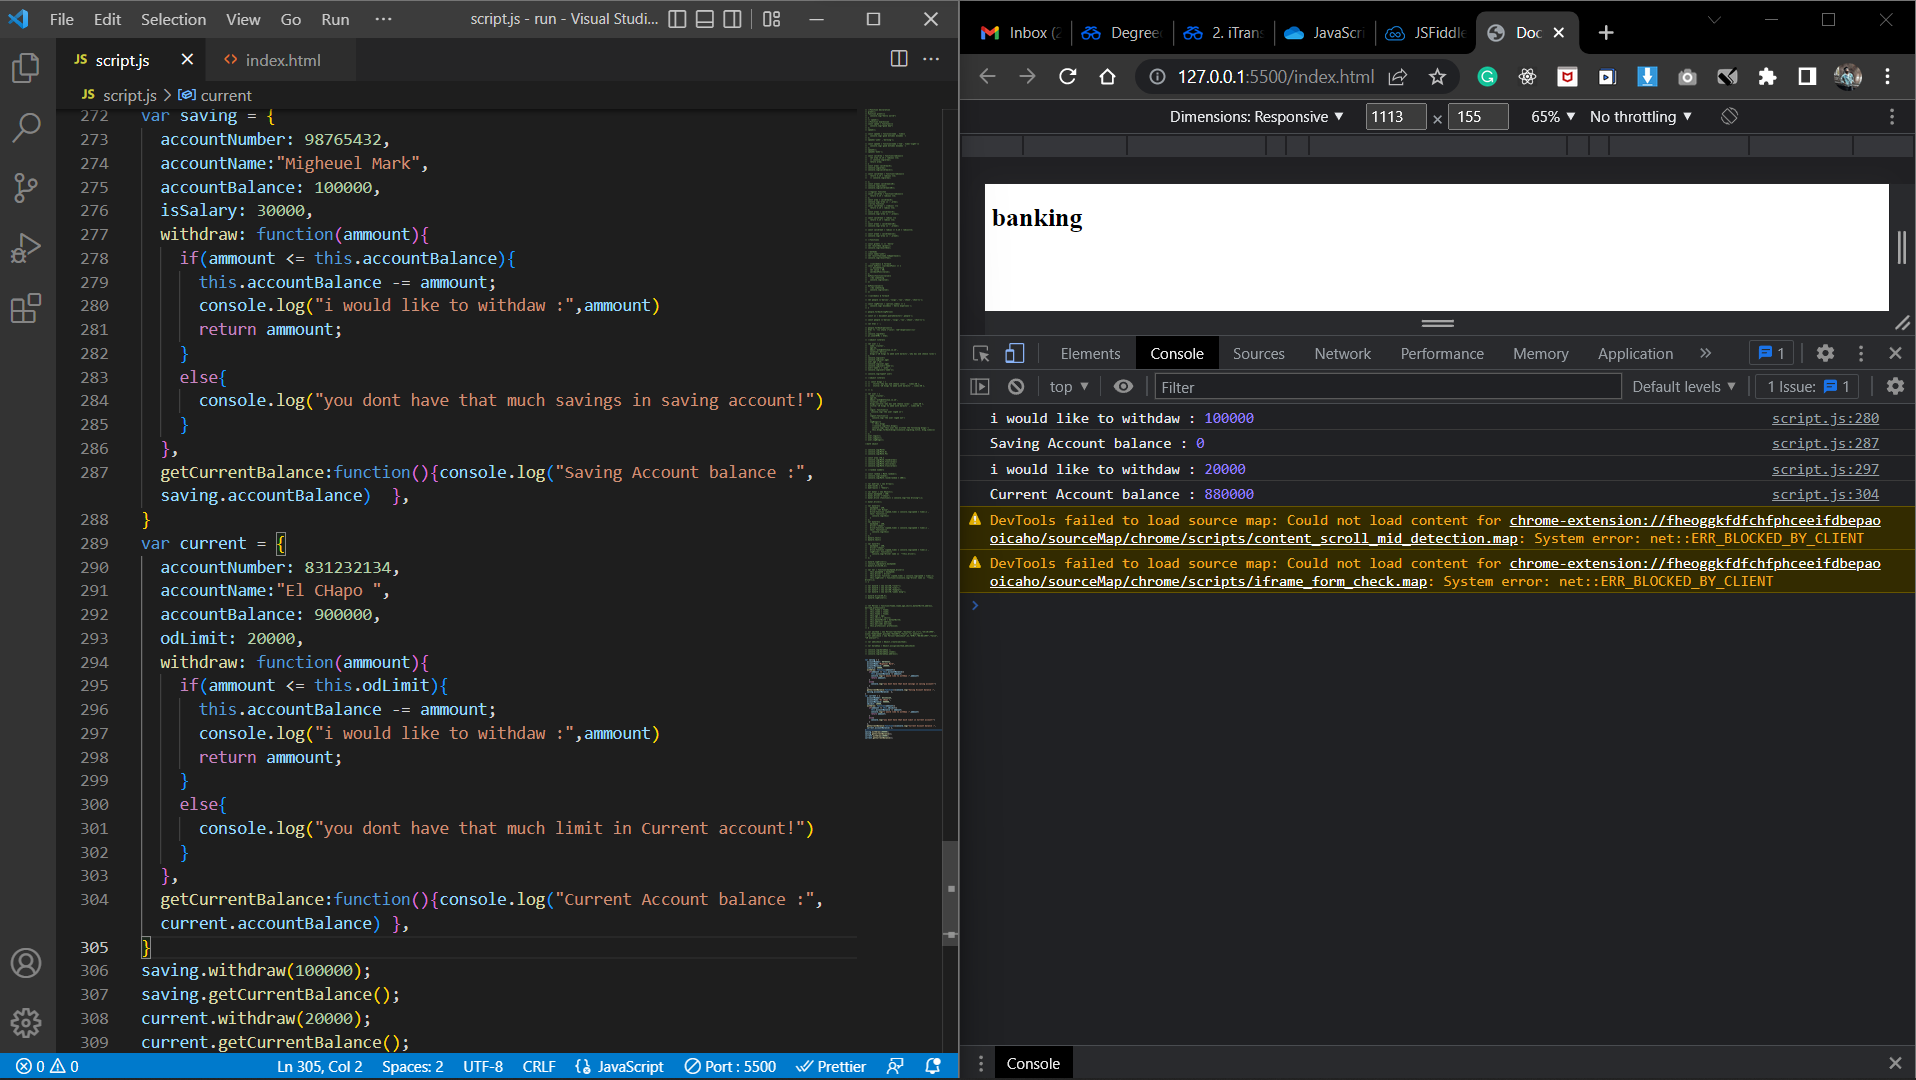 File Edit Selection View Go Run ··· script.js - run - Visual Studi...
JS script.js × <> index.html ···
JS script.js > current
272 var saving = {
273 accountNumber: 98765432,
274 accountName:"Migheuel Mark",
275 accountBalance: 100000,
276 isSalary: 30000,
277 withdraw: function(ammount){
278 if(ammount <= this.accountBalance){
279 this.accountBalance -= ammount;
280 console.log("i would like to withdaw :",ammount)
281 return ammount;
282 }
283 else{
284 console.log("you dont have that much savings in saving account!")
285 }
286 },
287 getCurrentBalance:function(){console.log("Saving Account balance :",
saving.accountBalance)  },
288 }
289 var current = {
290 accountNumber: 831232134,
291 accountName:"El CHapo ",
292 accountBalance: 900000,
293 odLimit: 20000,
294 withdraw: function(ammount){
295 if(ammount <= this.odLimit){
296 this.accountBalance -= ammount;
297 console.log("i would like to withdaw :",ammount)
298 return ammount;
299 }
300 else{
301 console.log("you dont have that much limit in Current account!")
302 }
303 },
304 getCurrentBalance:function(){console.log("Current Account balance :",
current.accountBalance) },
305 }
306 saving.withdraw(100000);
307 saving.getCurrentBalance();
308 current.withdraw(20000);
309 current.getCurrentBalance();
0 0 Ln 305, Col 2 Spaces: 2 UTF-8 CRLF {} JavaScript Port : 5500 Prettier
Inbox (2 Degree 2. iTran JavaScri JSFiddle Doc ×
127.0.0.1:5500/index.html
Dimensions: Responsive ▼ 1113 × 155 65% ▼ No throttling ▼
banking
Elements Console Sources Network Performance Memory Application » 1
top ▼ Filter Default levels ▼ 1 Issue: 1
i would like to withdaw : 100000 script.js:280
Saving Account balance : 0 script.js:287
i would like to withdaw : 20000 script.js:297
Current Account balance : 880000 script.js:304
DevTools failed to load source map: Could not load content for chrome-extension://fheoggkfdfchfphceeifdbepao
oicaho/sourceMap/chrome/scripts/content_scroll_mid_detection.map: System error: net::ERR_BLOCKED_BY_CLIENT
DevTools failed to load source map: Could not load content for chrome-extension://fheoggkfdfchfphceeifdbepao
oicaho/sourceMap/chrome/scripts/iframe_form_check.map: System error: net::ERR_BLOCKED_BY_CLIENT
Console